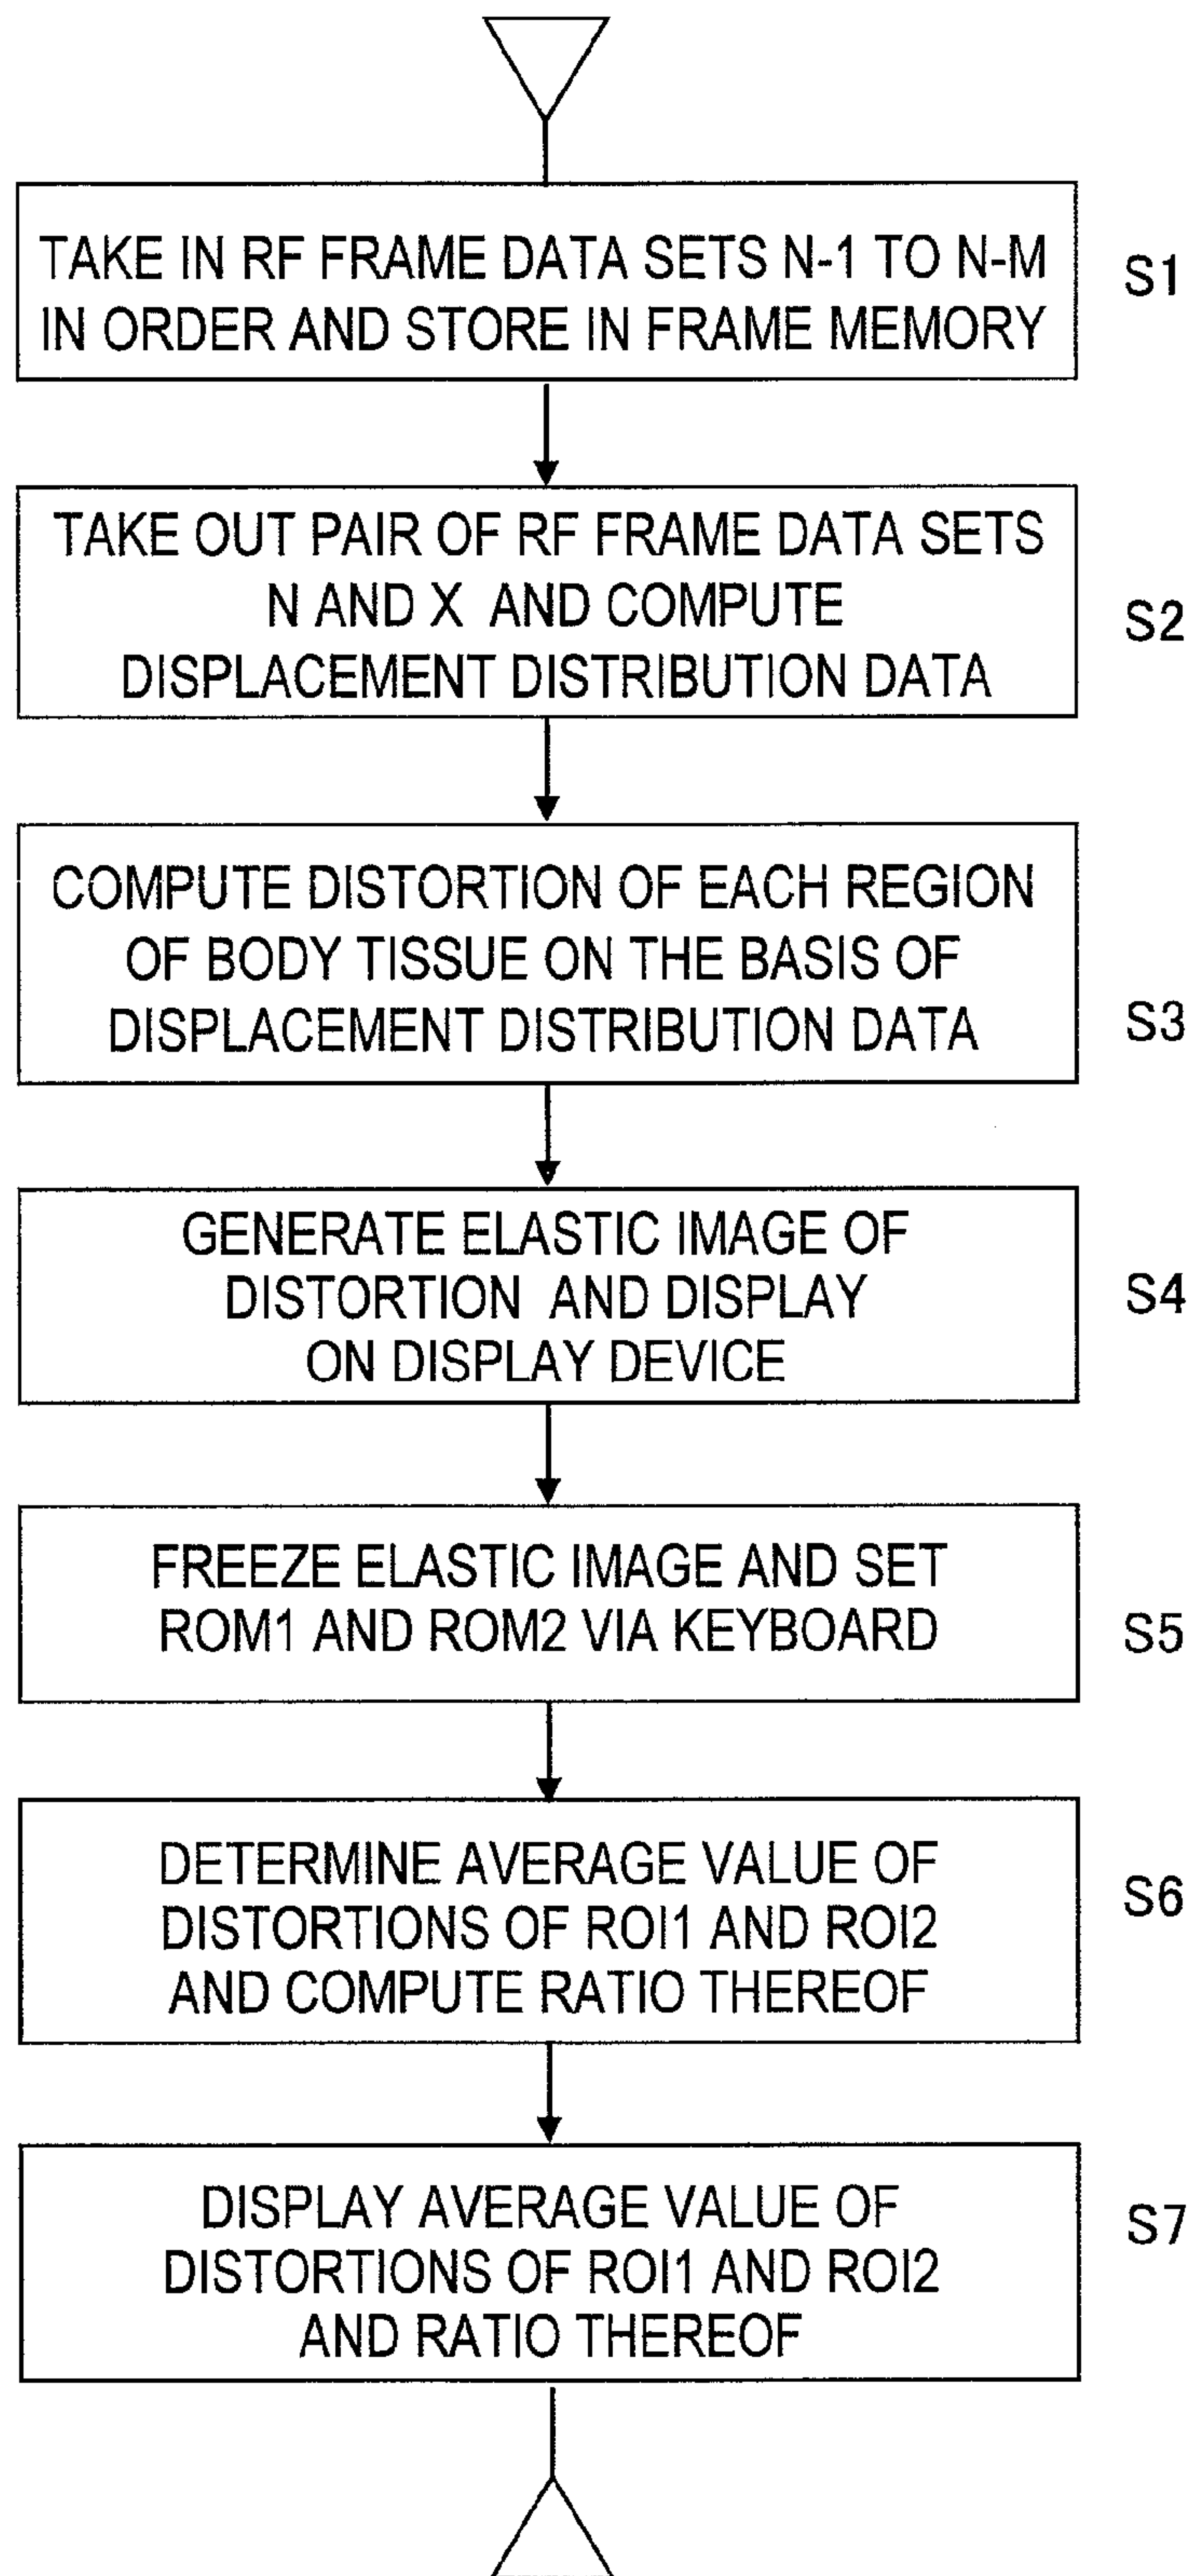 TAKE IN RF FRAME DATA SETS N-1 TO N-M
IN ORDER AND STORE IN FRAME MEMORY
S1
TAKE OUT PAIR OF RF FRAME DATA SETS
N AND X AND COMPUTE
DISPLACEMENT DISTRIBUTION DATA
S2
COMPUTE DISTORTION OF EACH REGION
OF BODY TISSUE ON THE BASIS OF
DISPLACEMENT DISTRIBUTION DATA
S3
GENERATE ELASTIC IMAGE OF
DISTORTION AND DISPLAY
ON DISPLAY DEVICE
S4
FREEZE ELASTIC IMAGE AND SET
ROM1 AND ROM2 VIA KEYBOARD
S5
DETERMINE AVERAGE VALUE OF
DISTORTIONS OF ROI1 AND ROI2
AND COMPUTE RATIO THEREOF
S6
DISPLAY AVERAGE VALUE OF
DISTORTIONS OF ROI1 AND ROI2
AND RATIO THEREOF
S7